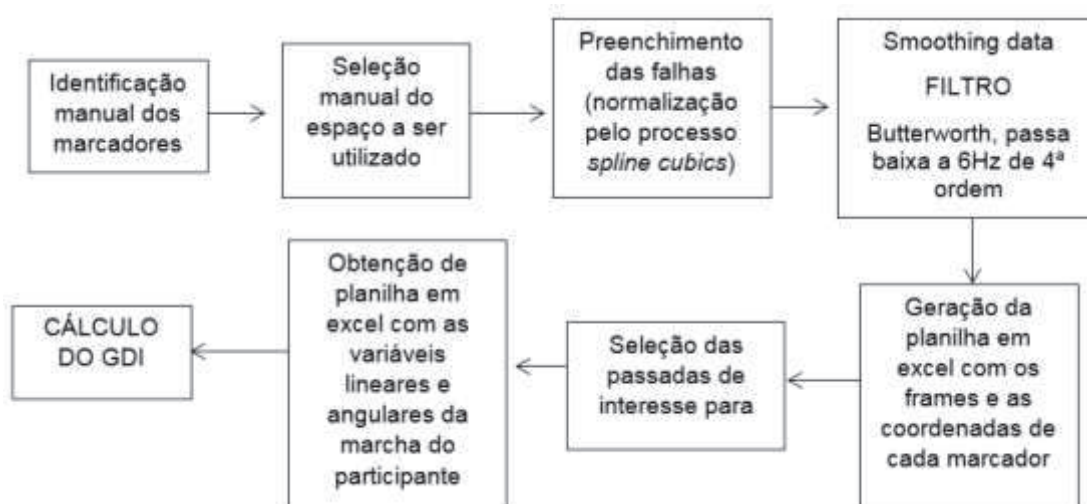 Identificação
manual dos
marcadores
Seleção
manual do
espaço a ser
utilizado
Preenchimento
das falhas
(normalização
pelo processo
spline cubics)
Smoothing data
FILTRO
Butterworth, passa
baixa a 6Hz de 4ª
ordem
Geração da
planilha em
excel com os
frames e as
coordenadas de
cada marcador
Seleção das
passadas de
interesse para
Obtenção de
planilha em
excel com as
variáveis
lineares e
angulares da
marcha do
participante
CÁLCULO
DO GDI